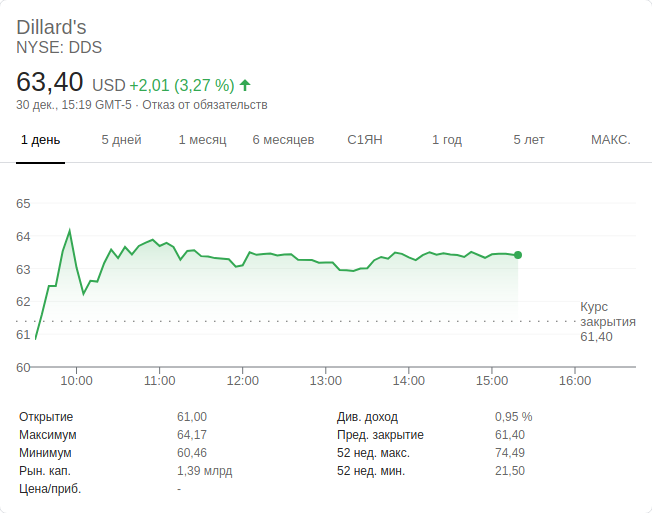 Dillard's
NYSE: DDS
63,40 USD +2,01 (3,27 %)
30 дек., 15:19 GMT-5 · Отказ от обязательств
1 день 5 дней 1 месяц 6 месяцев С1ЯН 1 год 5 лет МАКС.
65
64
63
62
61
60
Курс
закрытия
61,40
10:00 11:00 12:00 13:00 14:00 15:00 16:00
Открытие 61,00 Див. доход 0,95 %
Максимум 64,17 Пред. закрытие 61,40
Минимум 60,46 52 нед. макс. 74,49
Рын. кап. 1,39 млрд 52 нед. мин. 21,50
Цена/приб. -